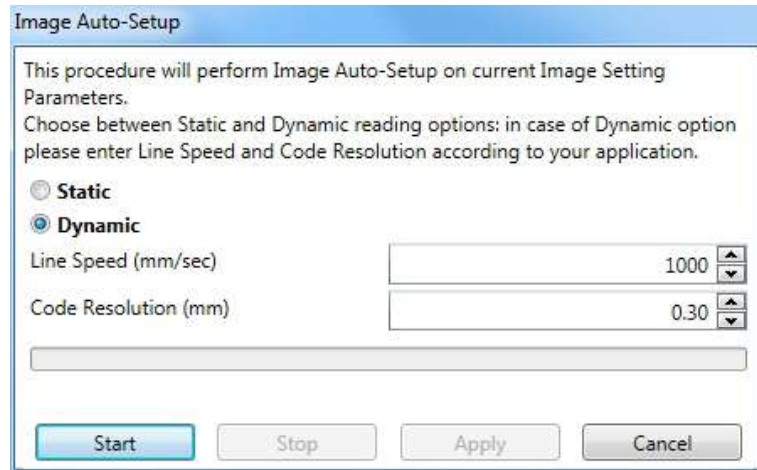 Image Auto-Setup
This procedure will perform Image Auto-Setup on current Image Setting
Parameters.
Choose between Static and Dynamic reading options: in case of Dynamic option
please enter Line Speed and Code Resolution according to your application.
Static
Dynamic
Line Speed (mm/sec) 1000
Code Resolution (mm) 0.30
Start Stop Apply Cancel